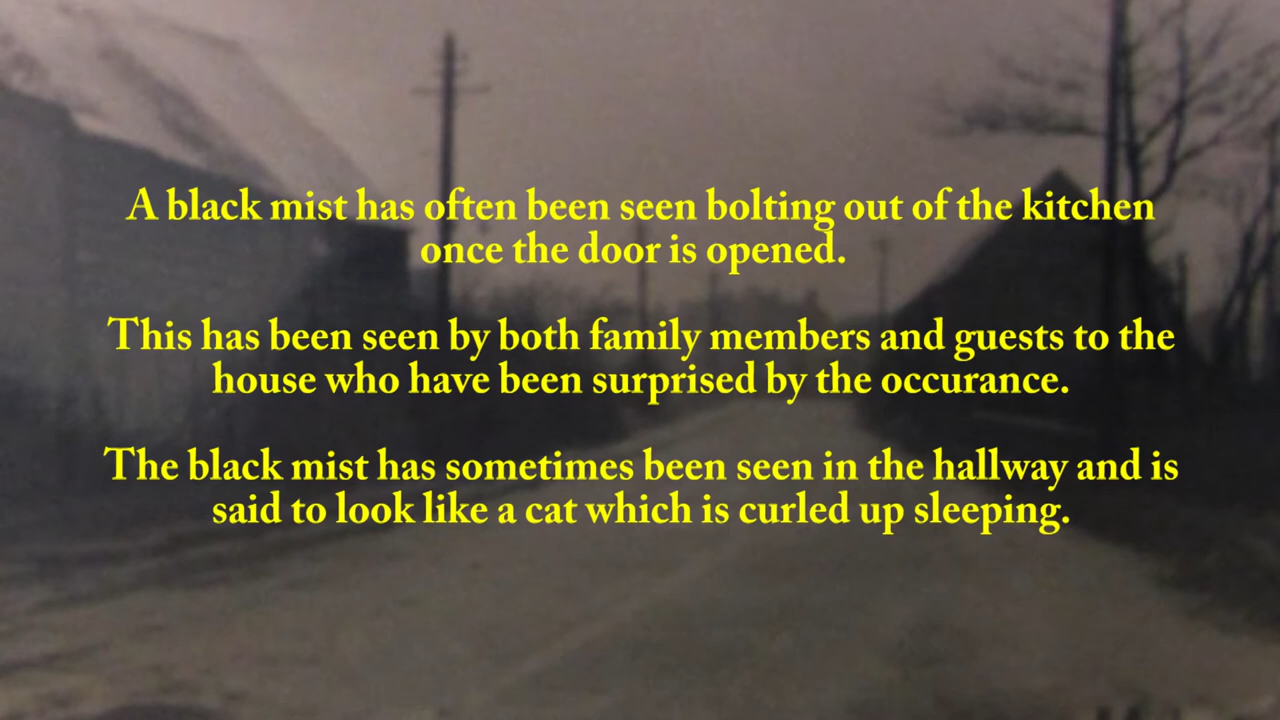 A black mist has often been seen bolting out of the kitchen
once the door is opened.
This has been seen by both family members and guests to the
house who have been surprised by the occurance.
The black mist has sometimes been seen in the hallway and is
said to look like a cat which is curled up sleeping.